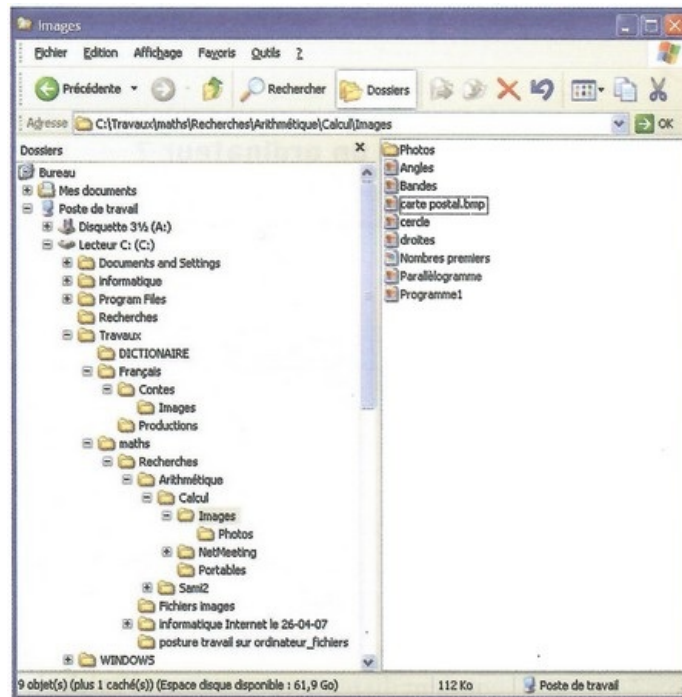 Images
Fichier Edition Affichage Favoris Outils ?
Précédente Rechercher Dossiers
Adresse C:\Travaux\maths\Recherches\Arithmétique\Calcul\Images OK
Dossiers x
Bureau
Mes documents
Poste de travail
Disquette 3½ (A:)
Lecteur C: (C:)
Documents and Settings
informatique
Program Files
Recherches
Travaux
DICTIONAIRE
Français
Contes
Images
Productions
maths
Recherches
Arithmétique
Calcul
Images
Photos
NetMeeting
Portables
Sami2
Fichiers images
informatique Internet le 26-04-07
posture travail sur ordinateur_fichiers
WINDOWS
Photos
Angles
Bandes
carte postal.bmp
cercle
droites
Nombres premiers
Parallèlogramme
Programme1
9 objet(s) (plus 1 caché(s)) (Espace disque disponible : 61,9 Go) 112 Ko Poste de travail